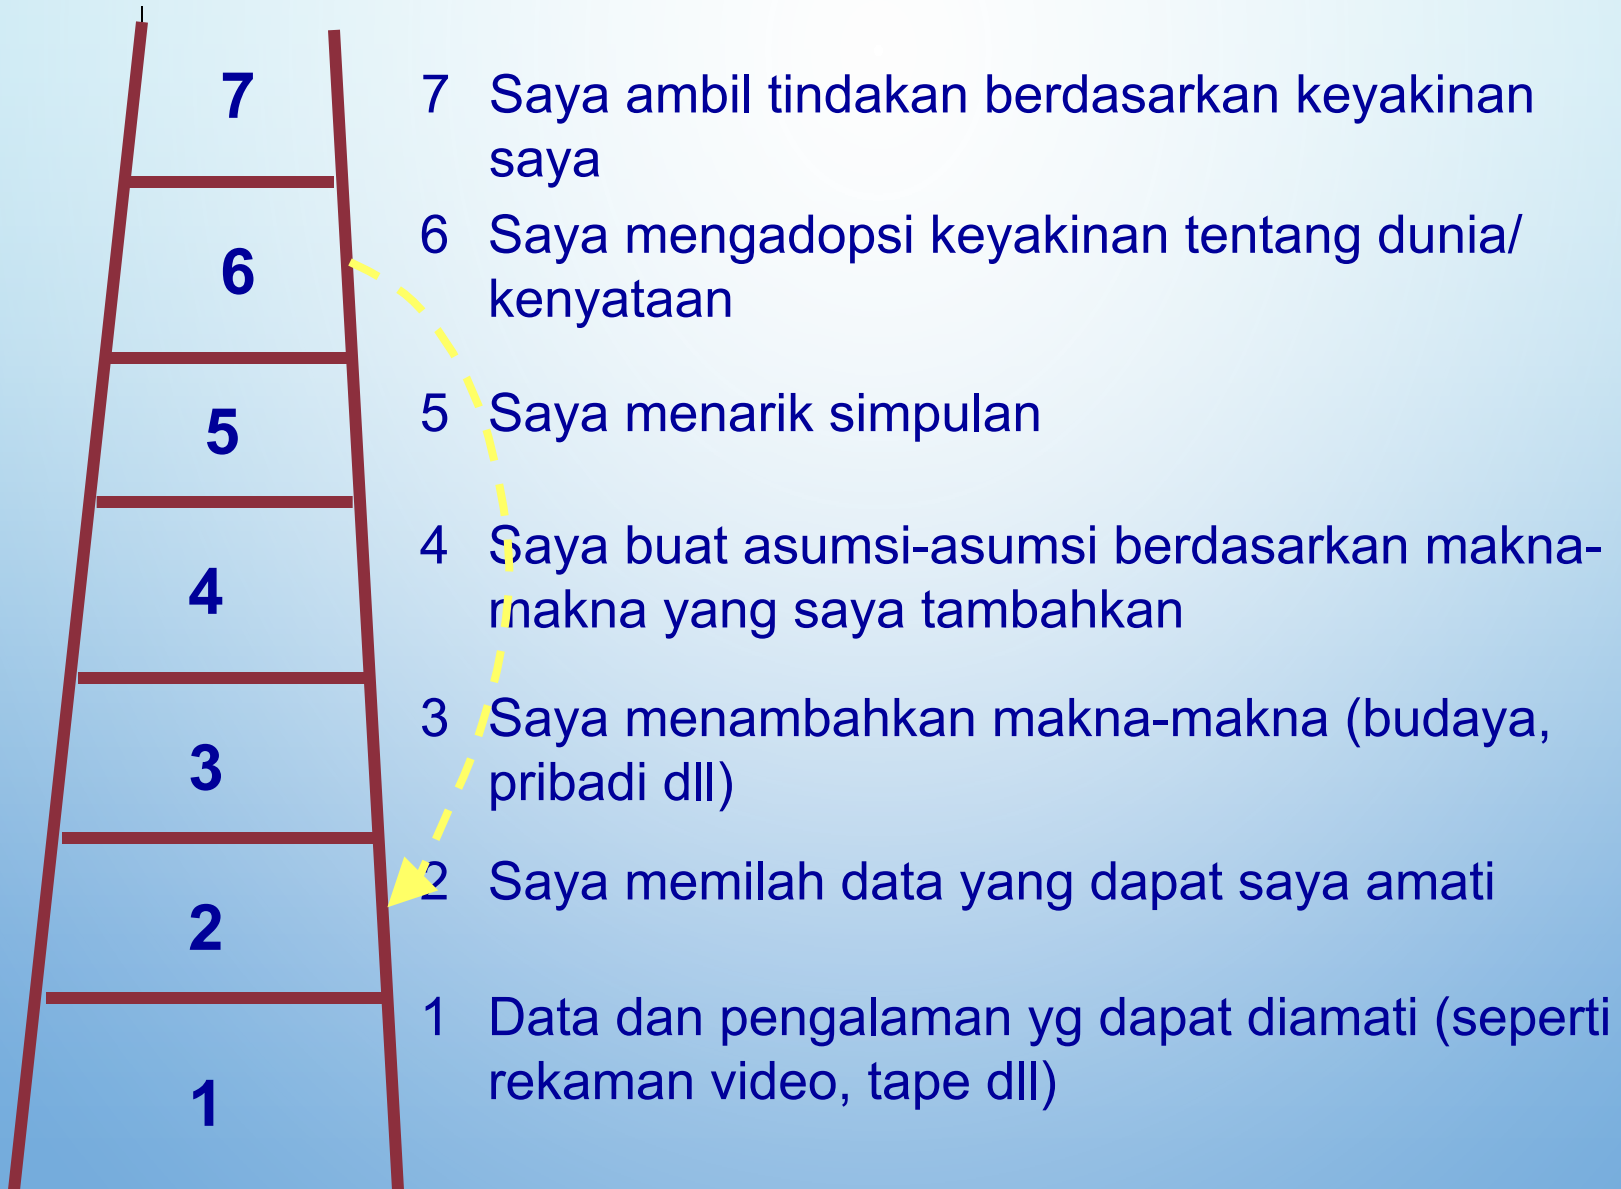 7
7 Saya ambil tindakan berdasarkan keyakinan
saya
6
6 Saya mengadopsi keyakinan tentang dunia/
kenyataan
5
5 Saya menarik simpulan
4
4 Saya buat asumsi-asumsi berdasarkan makna-
makna yang saya tambahkan
3
3 Saya menambahkan makna-makna (budaya,
pribadi dll)
2
2 Saya memilah data yang dapat saya amati
1
1 Data dan pengalaman yg dapat diamati (seperti
rekaman video, tape dll)